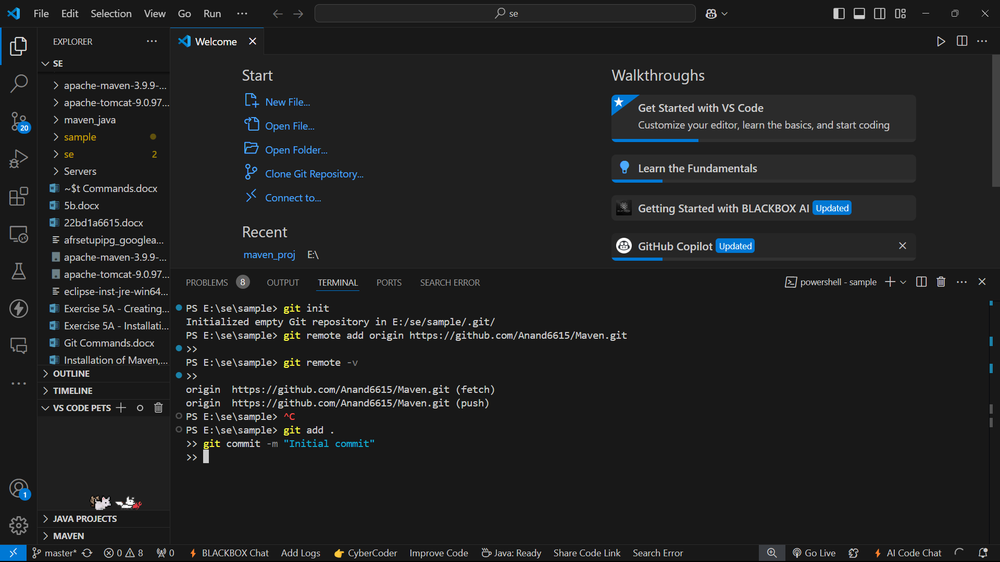 File Edit Selection View Go Run ···
se
EXPLORER
Welcome
SE
apache-maven-3.9.9-...
apache-tomcat-9.0.97...
maven_java
sample
se 2
Servers
~$t Commands.docx
5b.docx
22bd1a6615.docx
afrsetupipg_googlea...
apache-maven-3.9.9-...
apache-tomcat-9.0.97...
eclipse-inst-jre-win64...
Exercise 5A - Creating...
Exercise 5A - Installati...
Git Commands.docx
Installation of Maven,...
OUTLINE
TIMELINE
VS CODE PETS
JAVA PROJECTS
MAVEN
20
1
Start
New File...
Open File...
Open Folder...
Clone Git Repository...
Connect to...
Recent
maven_proj E:\
Walkthroughs
Get Started with VS Code
Customize your editor, learn the basics, and start coding
Learn the Fundamentals
Getting Started with BLACKBOX AI Updated
GitHub Copilot Updated
PROBLEMS 8 OUTPUT TERMINAL PORTS SEARCH ERROR
powershell - sample
PS E:\se\sample> git init
Initialized empty Git repository in E:/se/sample/.git/
PS E:\se\sample> git remote add origin https://github.com/Anand6615/Maven.git
>>
PS E:\se\sample> git remote -v
>>
origin  https://github.com/Anand6615/Maven.git (fetch)
origin  https://github.com/Anand6615/Maven.git (push)
PS E:\se\sample> ^C
PS E:\se\sample> git add .
>> git commit -m "Initial commit"
>>
master* 0 8 0 BLACKBOX Chat Add Logs CyberCoder Improve Code Java: Ready Share Code Link Search Error Go Live AI Code Chat